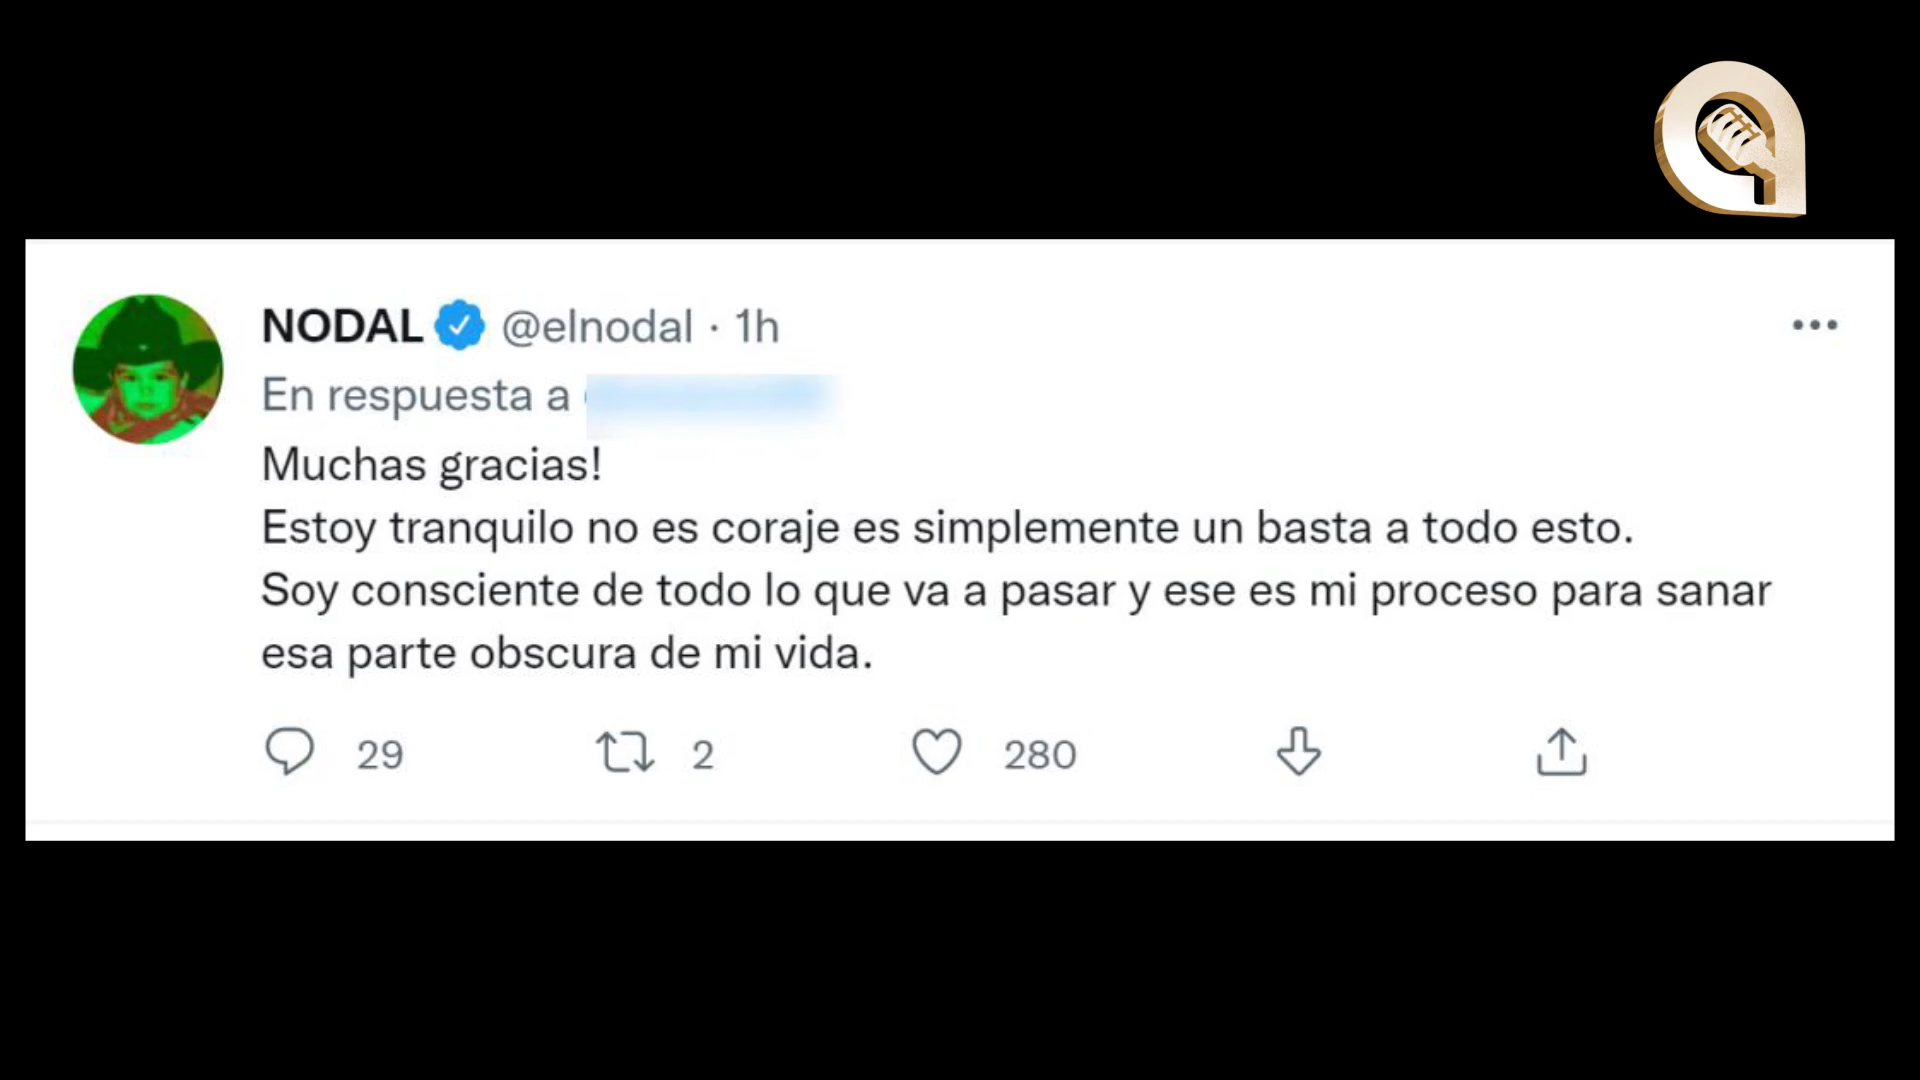 NODAL @elnodal · 1h
En respuesta a
Muchas gracias!
Estoy tranquilo no es coraje es simplemente un basta a todo esto.
Soy consciente de todo lo que va a pasar y ese es mi proceso para sanar
esa parte obscura de mi vida.
29 2 280